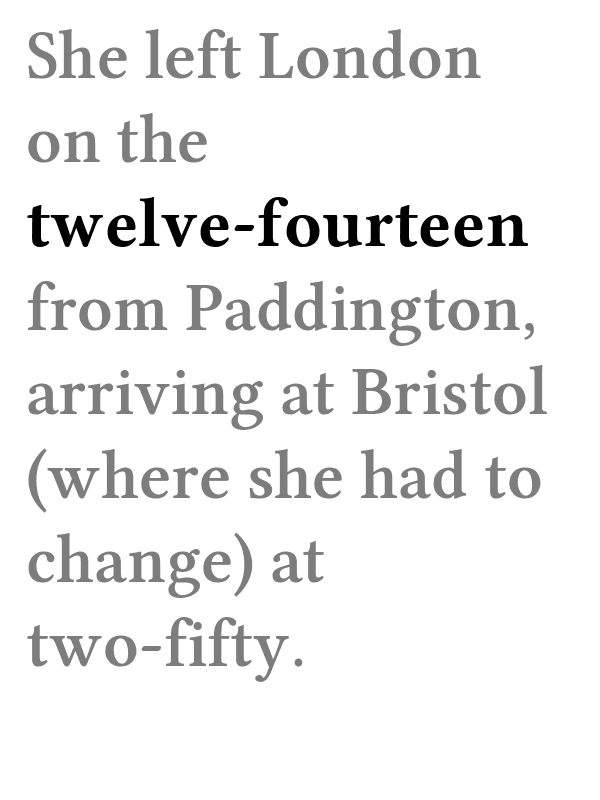 She left London
on the
twelve-fourteen
from Paddington,
arriving at Bristol
(where she had to
change) at
two-fifty.